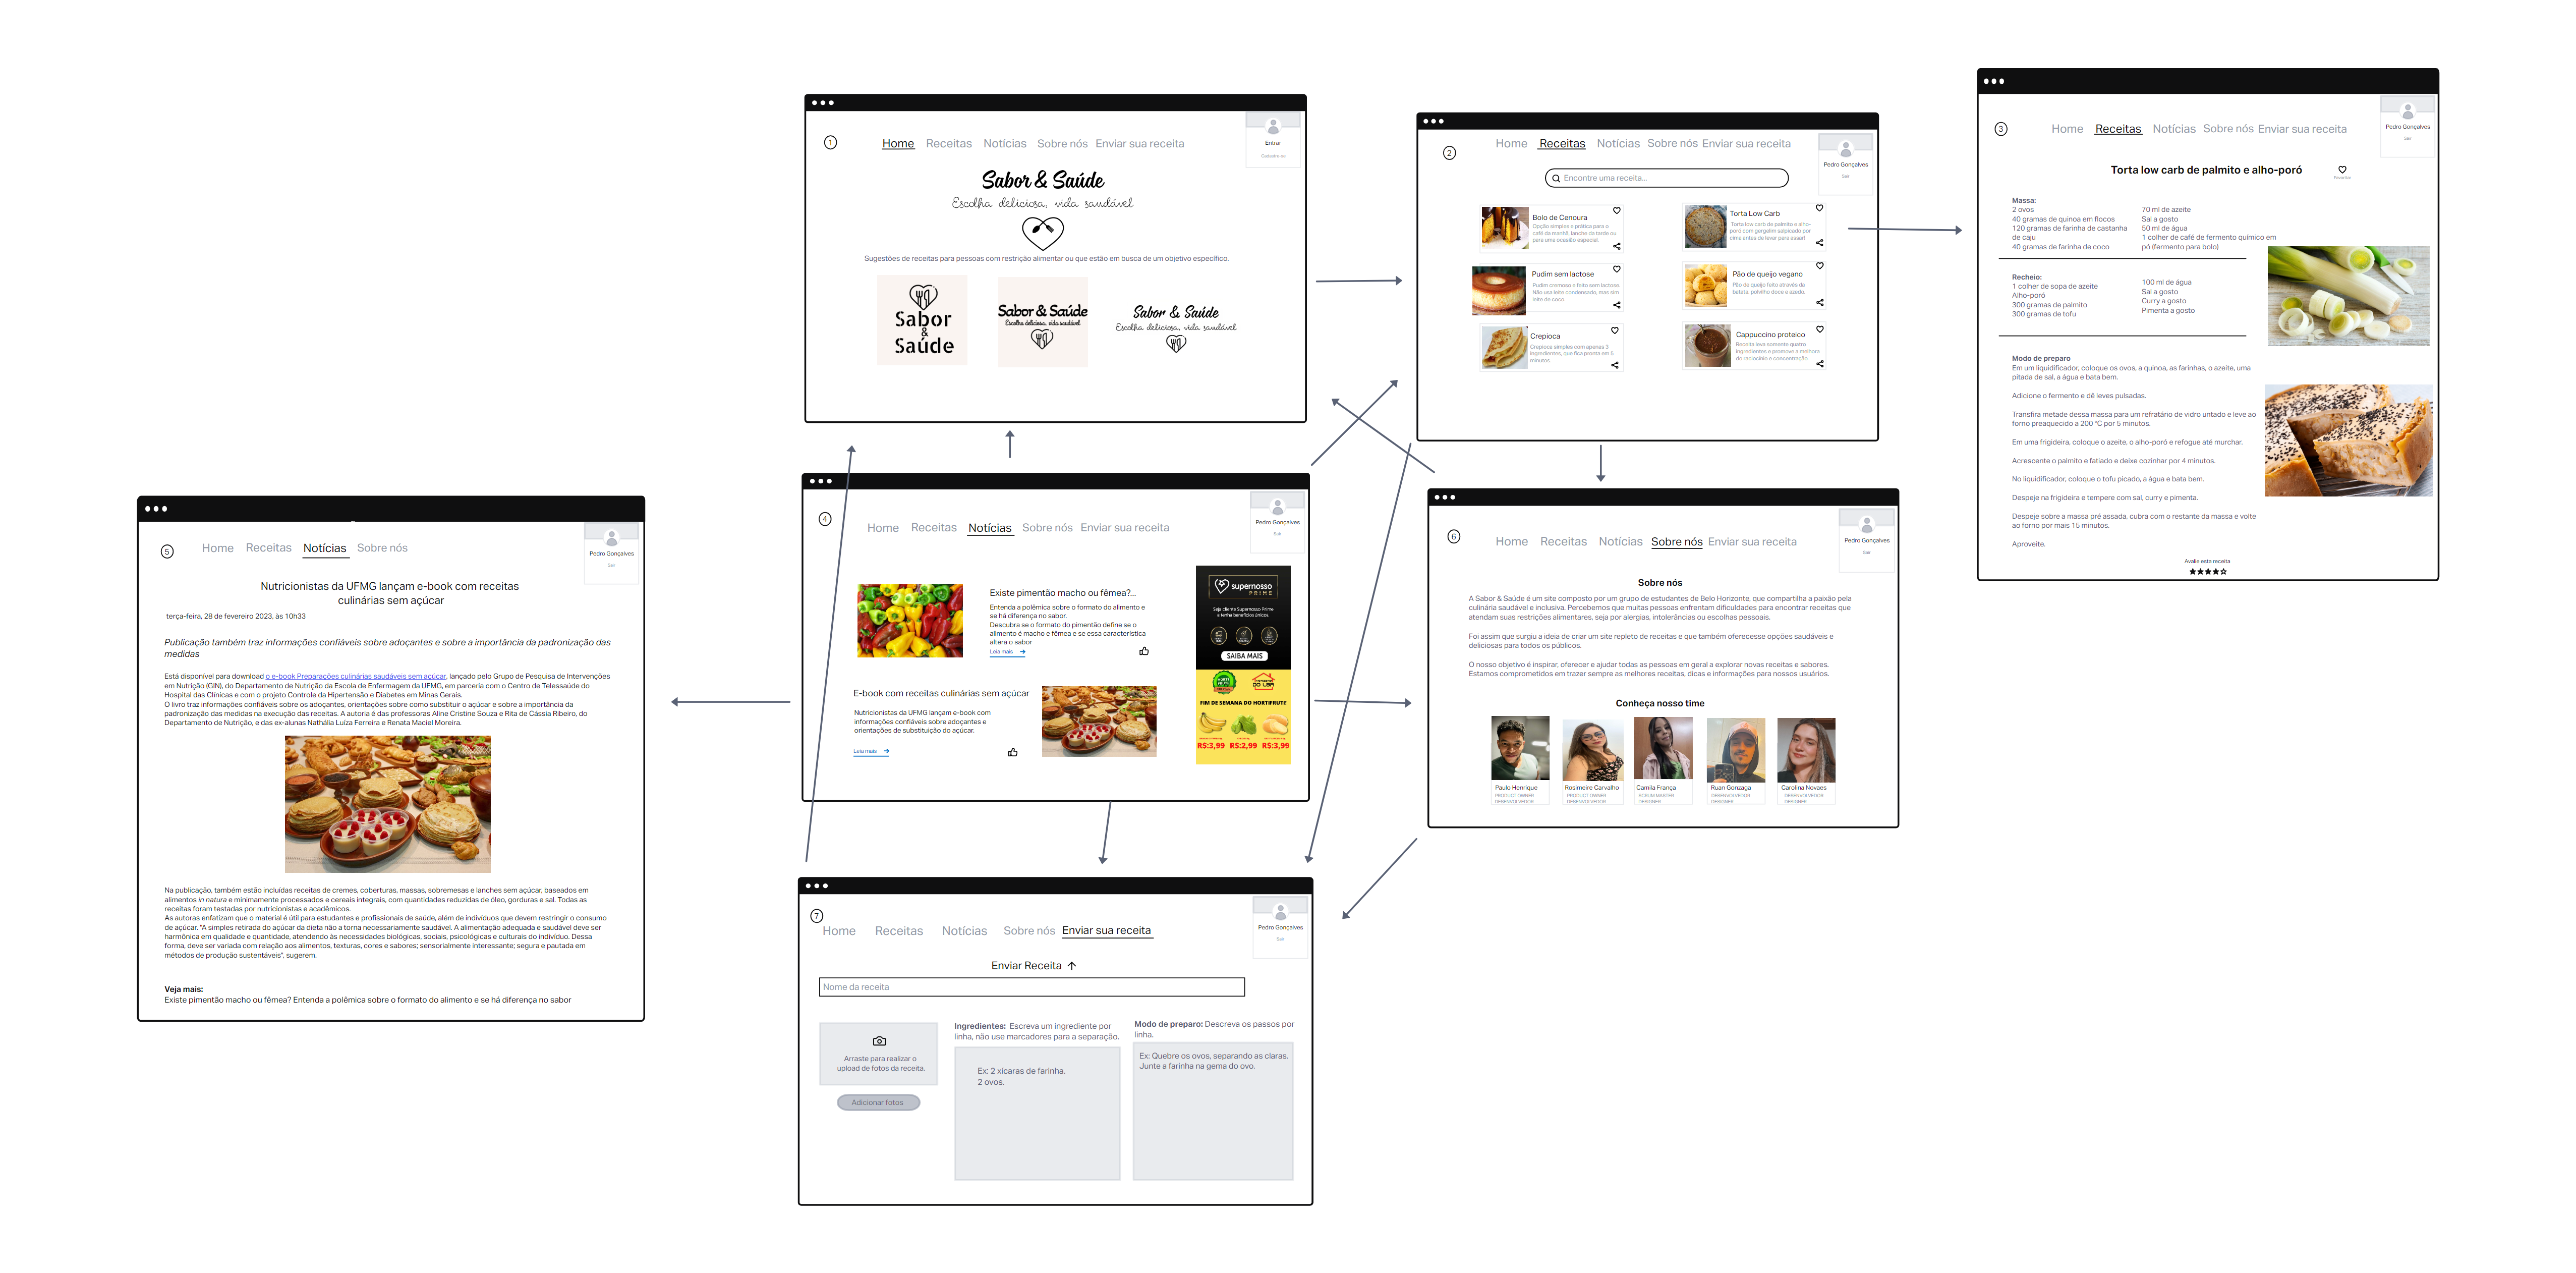 1
Home Receitas Notícias Sobre nós Enviar sua receita
Entrar
Cadastre-se
Sabor & Saúde
Escolha deliciosa, vida saudável
Sugestões de receitas para pessoas com restrição alimentar ou que estão em busca de um objetivo específico.
Sabor
&
Saúde
Sabor & Saúde
Escolha deliciosa, vida saudável
Sabor & Saúde
Escolha deliciosa, vida saudável
2
Home Receitas Notícias Sobre nós Enviar sua receita
Pedro Gonçalves
Sair
Encontre uma receita...
Bolo de Cenoura
Opção simples e prática para o
café da manhã, lanche da tarde ou
para uma ocasião especial.
Torta Low Carb
Torta low carb de palmito e alho-
poró com gergelim salpicado por
cima antes de levar para assar!
Pudim sem lactose
Pudim cremoso e feito sem lactose.
Não usa leite condensado, mas sim
leite de coco.
Pão de queijo vegano
Pão de queijo feito através de
batata, polvilho doce e azedo.
Crepioca
Crepioca simples com apenas 3
ingredientes, que fica pronta em 5
minutos.
Cappuccino proteico
Receita leva somente quatro
ingredientes e promove a melhora
do raciocínio e concentração.
3
Home Receitas Notícias Sobre nós Enviar sua receita
Pedro Gonçalves
Sair
Torta low carb de palmito e alho-poró
Favoritar
Massa:
2 ovos
40 gramas de quinoa em flocos
120 gramas de farinha de castanha
de caju
40 gramas de farinha de coco
70 ml de azeite
Sal a gosto
50 ml de água
1 colher de café de fermento químico em
pó (fermento para bolo)
Recheio:
1 colher de sopa de azeite
Alho-poró
300 gramas de palmito
300 gramas de tofu
100 ml de água
Sal a gosto
Curry a gosto
Pimenta a gosto
Modo de preparo
Em um liquidificador, coloque os ovos, a quinoa, as farinhas, o azeite, uma
pitada de sal, a água e bata bem.
Adicione o fermento e dê leves pulsadas.
Transfira metade dessa massa para um refratário de vidro untado e leve ao
forno preaquecido a 200 °C por 5 minutos.
Em uma frigideira, coloque o azeite, o alho-poró e refogue até murchar.
Acrescente o palmito e fatiado e deixe cozinhar por 4 minutos.
No liquidificador, coloque o tofu picado, a água e bata bem.
Despeje na frigideira e tempere com sal, curry e pimenta.
Despeje sobre a massa pré assada, cubra com o restante da massa e volte
ao forno por mais 15 minutos.
Aproveite.
Avalie esta receita
4
Home Receitas Notícias Sobre nós Enviar sua receita
Pedro Gonçalves
Sair
Existe pimentão macho ou fêmea?...
Entenda a polêmica sobre o formato do alimento e
se há diferença no sabor.
Descubra se o formato do pimentão define se o
alimento é macho e fêmea e se essa característica
altera o sabor
Leia mais
E-book com receitas culinárias sem açúcar
Nutricionistas da UFMG lançam e-book com
informações confiáveis sobre adoçantes e
orientações de substituição do açúcar.
Leia mais
supernosso
PRIME
Seja cliente Supernosso Prime
e tenha benefícios únicos.
SAIBA MAIS
DO LAR
FIM DE SEMANA DO HORTIFRUTI!
R$:3,99 R$:2,99 R$:3,99
5
Home Receitas Notícias Sobre nós
Pedro Gonçalves
Sair
Nutricionistas da UFMG lançam e-book com receitas
culinárias sem açúcar
terça-feira, 28 de fevereiro 2023, às 10h33
Publicação também traz informações confiáveis sobre adoçantes e sobre a importância da padronização das
medidas
Está disponível para download o e-book Preparações culinárias saudáveis sem açúcar, lançado pelo Grupo de Pesquisa de Intervenções
em Nutrição (GIN), do Departamento de Nutrição da Escola de Enfermagem da UFMG, em parceria com o Centro de Telessaúde do
Hospital das Clínicas e com o projeto Controle da Hipertensão e Diabetes em Minas Gerais.
O livro traz informações confiáveis sobre os adoçantes, orientações sobre como substituir o açúcar e sobre a importância da
padronização das medidas na execução das receitas. A autoria é das professoras Aline Cristine Souza e Rita de Cássia Ribeiro, do
Departamento de Nutrição, e das ex-alunas Nathália Luíza Ferreira e Renata Maciel Moreira.
Na publicação, também estão incluídas receitas de cremes, coberturas, massas, sobremesas e lanches sem açúcar, baseados em
alimentos in natura e minimamente processados e cereais integrais, com quantidades reduzidas de óleo, gorduras e sal. Todas as
receitas foram testadas por nutricionistas e acadêmicos.
As autoras enfatizam que o material é útil para estudantes e profissionais de saúde, além de indivíduos que devem restringir o consumo
de açúcar. "A simples retirada do açúcar da dieta não a torna necessariamente saudável. A alimentação adequada e saudável deve ser
harmônica em qualidade e quantidade, atendendo às necessidades biológicas, sociais, psicológicas e culturais do indivíduo. Dessa
forma, deve ser variada com relação aos alimentos, texturas, cores e sabores; sensorialmente interessante; segura e pautada em
métodos de produção sustentáveis", sugerem.
Veja mais:
Existe pimentão macho ou fêmea? Entenda a polêmica sobre o formato do alimento e se há diferença no sabor
6
Home Receitas Notícias Sobre nós Enviar sua receita
Pedro Gonçalves
Sair
Sobre nós
A Sabor & Saúde é um site composto por um grupo de estudantes de Belo Horizonte, que compartilha a paixão pela
culinária saudável e inclusiva. Percebemos que muitas pessoas enfrentam dificuldades para encontrar receitas que
atendam suas restrições alimentares, seja por alergias, intolerâncias ou escolhas pessoais.
Foi assim que surgiu a ideia de criar um site repleto de receitas e que também oferecesse opções saudáveis e
deliciosas para todos os públicos.
O nosso objetivo é inspirar, oferecer e ajudar todas as pessoas em geral a explorar novas receitas e sabores.
Estamos comprometidos em trazer sempre as melhores receitas, dicas e informações para nossos usuários.
Conheça nosso time
Paulo Henrique
PRODUCT OWNER
DESENVOLVEDOR
Rosimeire Carvalho
PRODUCT OWNER
DESENVOLVEDOR
Camila França
SCRUM MASTER
DESIGNER
Ruan Gonzaga
DESENVOLVEDOR
DESIGNER
Carolina Novaes
DESENVOLVEDOR
DESIGNER
7
Home Receitas Notícias Sobre nós Enviar sua receita
Pedro Gonçalves
Sair
Enviar Receita
Nome da receita
Arraste para realizar o
upload de fotos da receita.
Adicionar fotos
Ingredientes: Escreva um ingrediente por
linha, não use marcadores para a separação.
Ex: 2 xícaras de farinha.
2 ovos.
Modo de preparo: Descreva os passos por
linha.
Ex: Quebre os ovos, separando as claras.
Junte a farinha na gema do ovo.